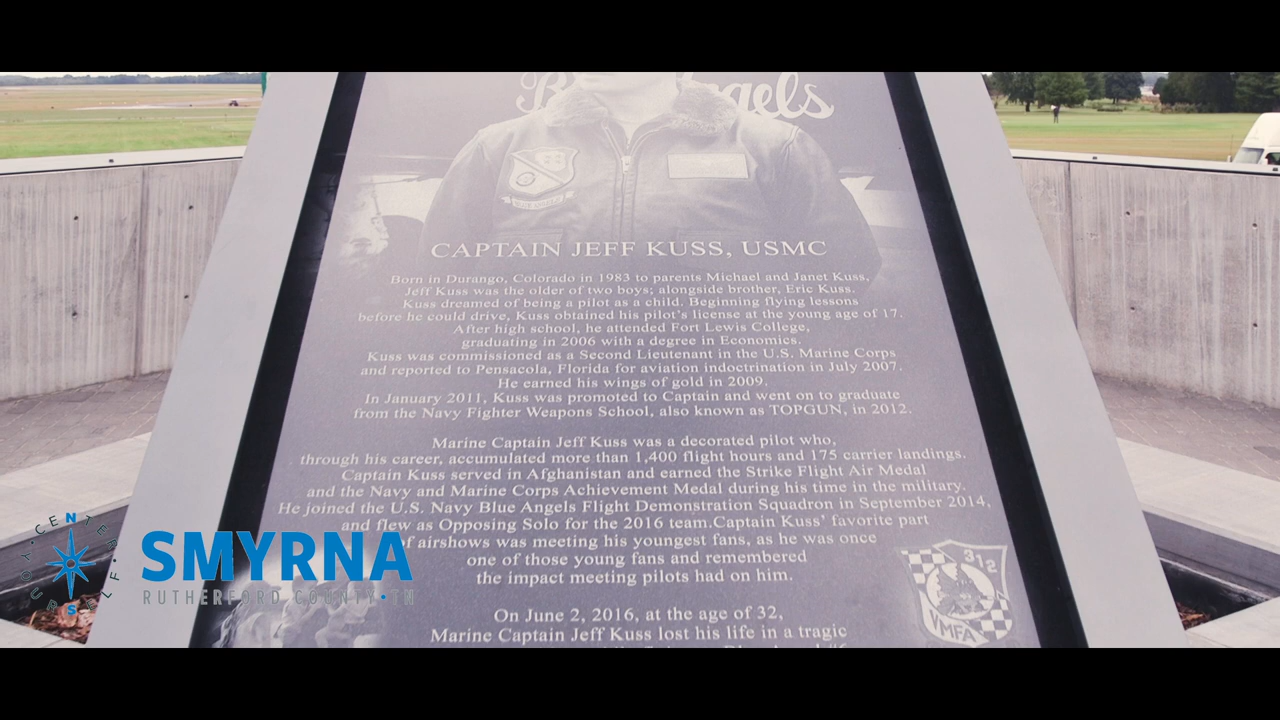 Blue Angels
CAPTAIN JEFF KUSS, USMC
Born in Durango, Colorado in 1983 to parents Michael and Janet Kuss,
Jeff Kuss was the older of two boys; alongside brother, Eric Kuss.
Kuss dreamed of being a pilot as a child. Beginning flying lessons
before he could drive, Kuss obtained his pilot's license at the young age of 17.
After high school, he attended Fort Lewis College,
graduating in 2006 with a degree in Economics.
Kuss was commissioned as a Second Lieutenant in the U.S. Marine Corps
and reported to Pensacola, Florida for aviation indoctrination in July 2007.
He earned his wings of gold in 2009.
In January 2011, Kuss was promoted to Captain and went on to graduate
from the Navy Fighter Weapons School, also known as TOPGUN, in 2012.
Marine Captain Jeff Kuss was a decorated pilot who,
through his career, accumulated more than 1,400 flight hours and 175 carrier landings.
Captain Kuss served in Afghanistan and earned the Strike Flight Air Medal
and the Navy and Marine Corps Achievement Medal during his time in the military.
He joined the U.S. Navy Blue Angels Flight Demonstration Squadron in September 2014,
and flew as Opposing Solo for the 2016 team.Captain Kuss' favorite part
of airshows was meeting his youngest fans, as he was once
one of those young fans and remembered
the impact meeting pilots had on him.
On June 2, 2016, at the age of 32,
Marine Captain Jeff Kuss lost his life in a tragic
312
VMFA
CENTER YOURSELF
N
S
SMYRNA
RUTHERFORD COUNTY•TN